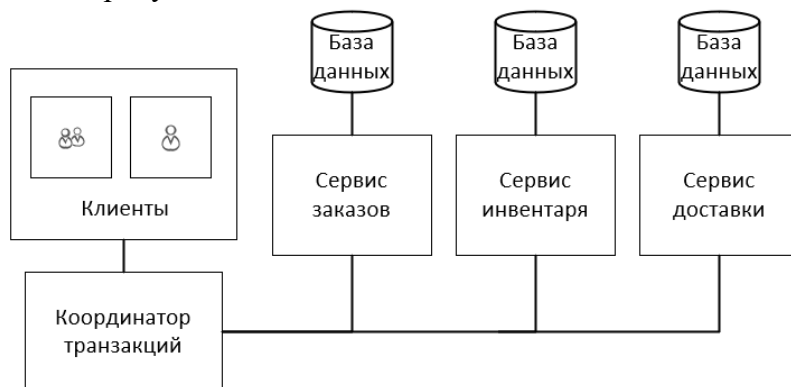 База
данных
База
данных
База
данных
Клиенты
Сервис
заказов
Сервис
инвентаря
Сервис
доставки
Координатор
транзакций